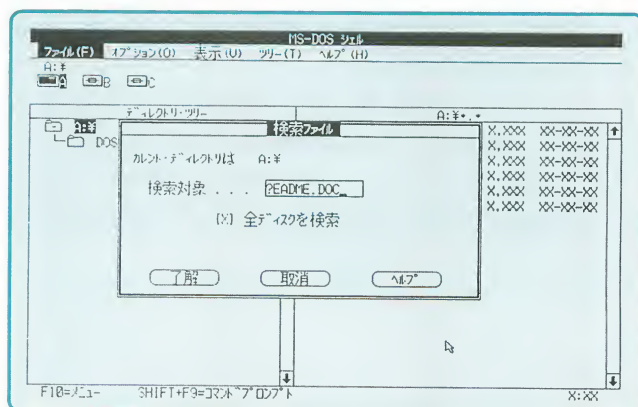 MS-DOS シェル
ファイル(F) オプション(O) 表示(U) ツリー(T) ヘルプ(H)
A:¥
A B C
ディレクトリ・ツリー A:¥*.*
A:¥
DOS
検索ファイル
カレント・ディレクトリは A:¥
検索対象 . . . ?EADME.DOC_
[X] 全ディスクを検索
了解 取消 ヘルプ
X,XXX XX-XX-XX
X,XXX XX-XX-XX
X,XXX XX-XX-XX
X,XXX XX-XX-XX
X,XXX XX-XX-XX
X,XXX XX-XX-XX
F10=メニュー SHIFT+F9=コマンドプロンプト X:XX